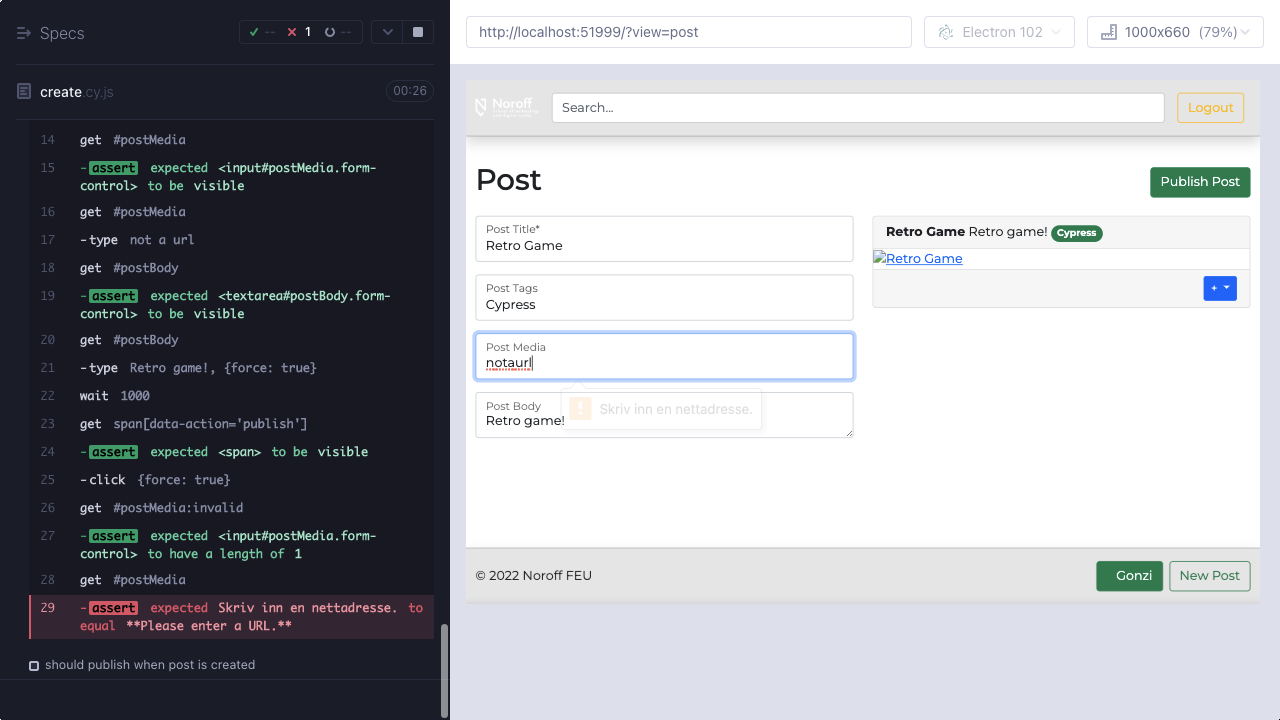 Specs
-- 1 --
create.cy.js
00:26
14 get #postMedia
15 -assert expected <input#postMedia.form-
control> to be visible
16 get #postMedia
17 -type not a url
18 get #postBody
19 -assert expected <textarea#postBody.form-
control> to be visible
20 get #postBody
21 -type Retro game!, {force: true}
22 wait 1000
23 get span[data-action='publish']
24 -assert expected <span> to be visible
25 -click {force: true}
26 get #postMedia:invalid
27 -assert expected <input#postMedia.form-
control> to have a length of 1
28 get #postMedia
29 -assert expected Skriv inn en nettadresse. to
equal **Please enter a URL.**
should publish when post is created
http://localhost:51999/?view=post
Electron 102
1000x660 (79%)
Noroff
Search...
Logout
Post
Publish Post
Post Title*
Retro Game
Post Tags
Cypress
Post Media
notaurl
Skriv inn en nettadresse.
Post Body
Retro game!
Retro Game Retro game! Cypress
Retro Game
+
© 2022 Noroff FEU
Gonzi
New Post